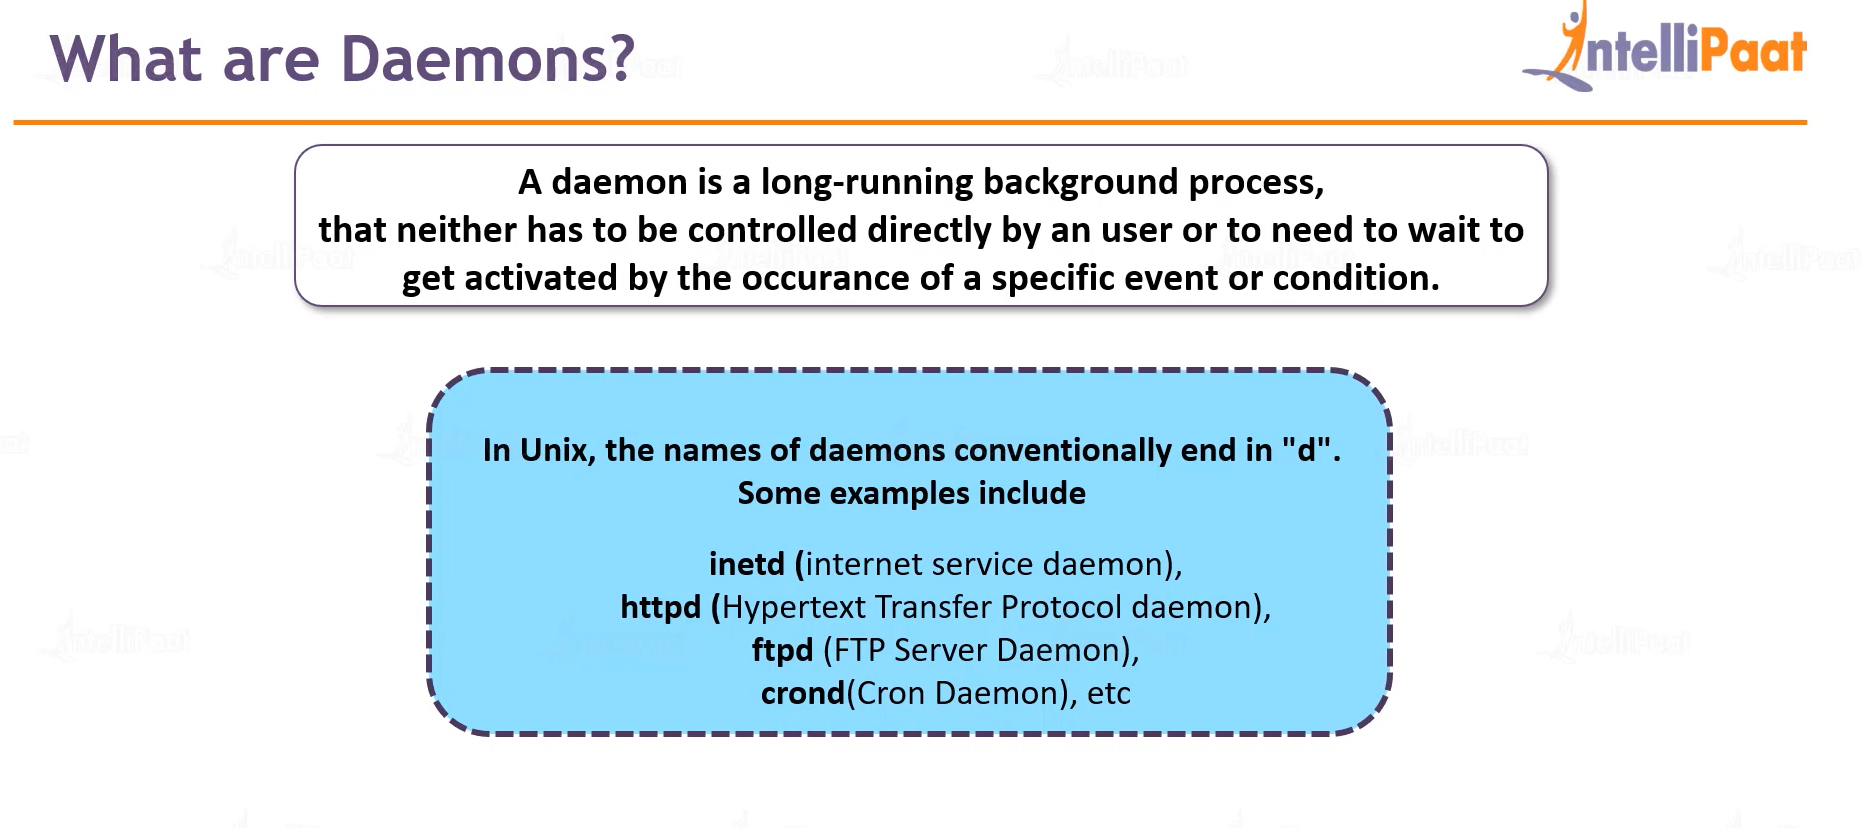 What are Daemons?
IntelliPaat
A daemon is a long-running background process,
that neither has to be controlled directly by an user or to need to wait to
get activated by the occurance of a specific event or condition.
In Unix, the names of daemons conventionally end in "d".
Some examples include
inetd (internet service daemon),
httpd (Hypertext Transfer Protocol daemon),
ftpd (FTP Server Daemon),
crond(Cron Daemon), etc